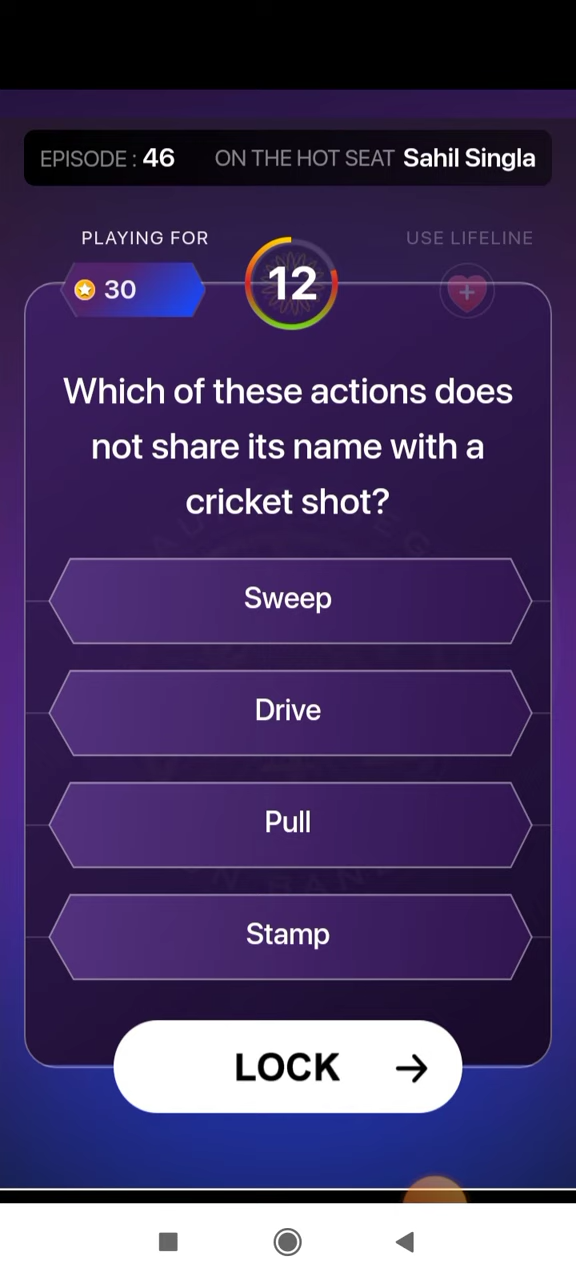 EPISODE : 46 ON THE HOT SEAT Sahil Singla
PLAYING FOR USE LIFELINE
30 12
Which of these actions does
not share its name with a
cricket shot?
Sweep
Drive
Pull
Stamp
LOCK →